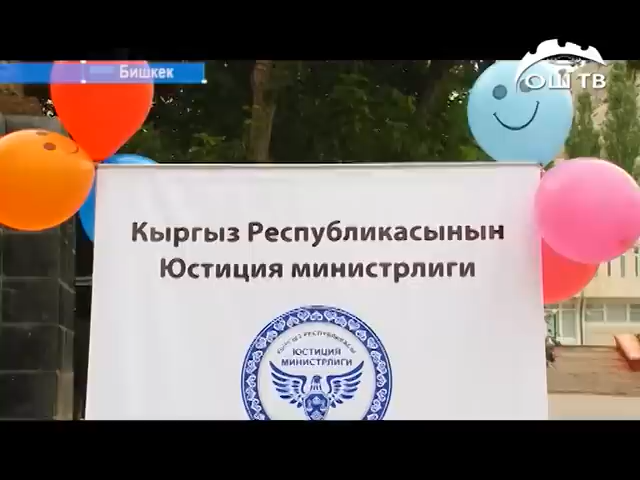 Бишкек
ОШ ТВ
Кыргыз Республикасынын
Юстиция министрлиги
КЫРГЫЗ РЕСПУБЛИКАСЫ
ЮСТИЦИЯ
МИНИСТРЛИГИ